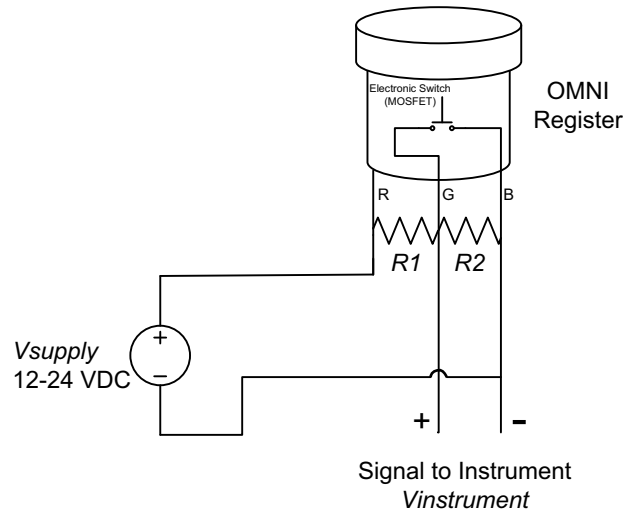 Electronic Switch
(MOSFET)
OMNI
Register
R G B
R1 R2
+
−
Vsupply
12-24 VDC
+ -
Signal to Instrument
Vinstrument